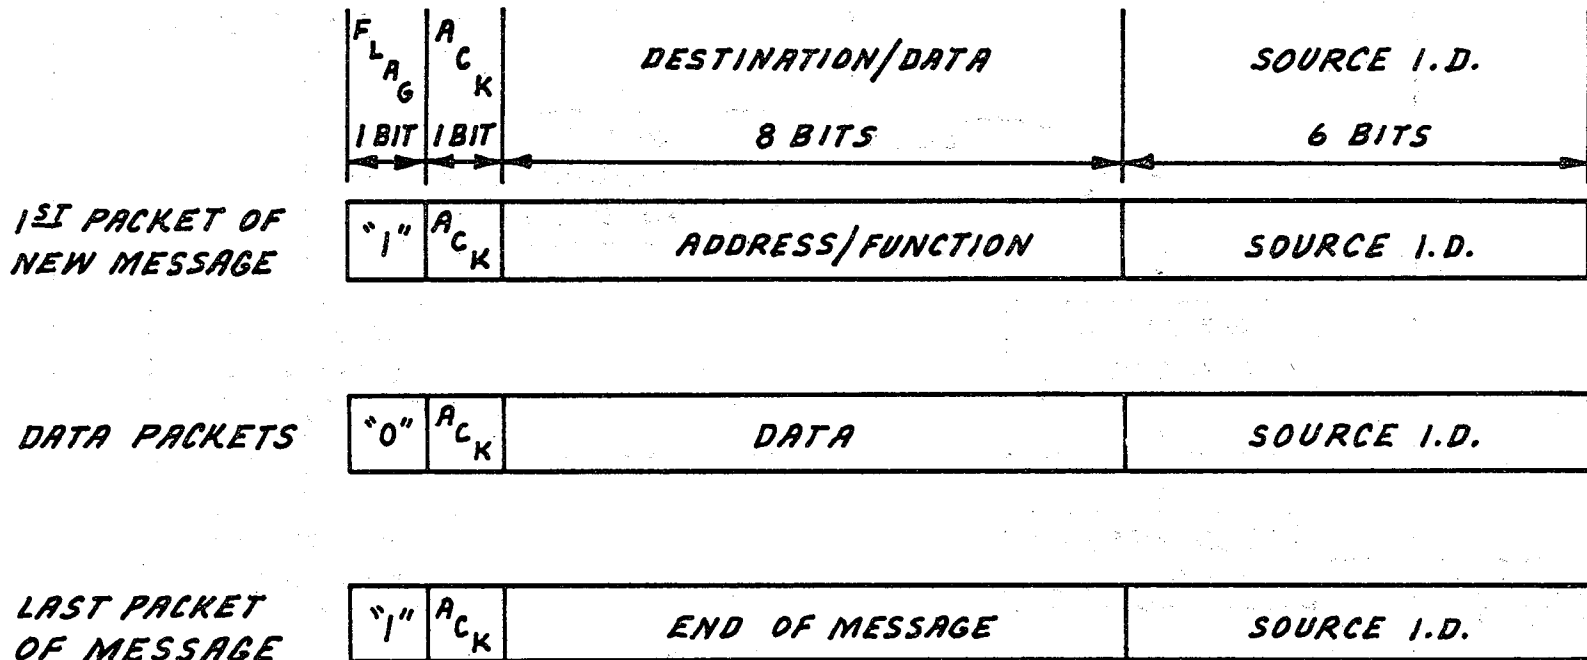 FLAG ACK DESTINATION/DATA SOURCE I.D.
1 BIT 1 BIT 8 BITS 6 BITS
1ST PACKET OF
NEW MESSAGE
"1" ACK ADDRESS/FUNCTION SOURCE I.D.
DATA PACKETS "0" ACK DATA SOURCE I.D.
LAST PACKET
OF MESSAGE
"1" ACK END OF MESSAGE SOURCE I.D.